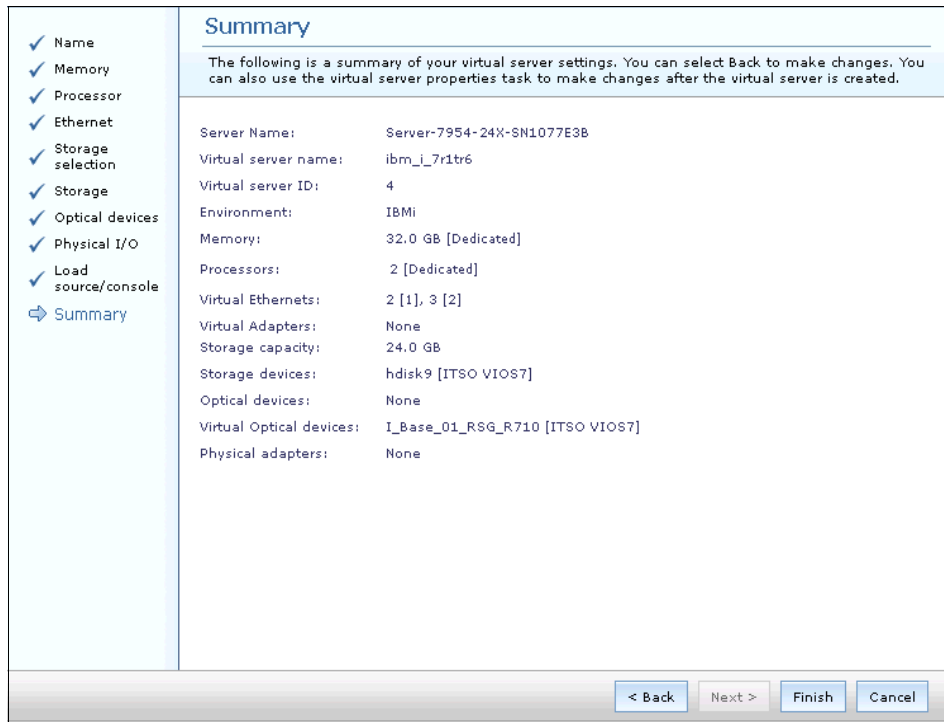 Name
Memory
Processor
Ethernet
Storage
selection
Storage
Optical devices
Physical I/O
Load
source/console
Summary
Summary
The following is a summary of your virtual server settings. You can select Back to make changes. You
can also use the virtual server properties task to make changes after the virtual server is created.
Server Name: Server-7954-24X-SN1077E3B
Virtual server name: ibm_i_7r1tr6
Virtual server ID: 4
Environment: IBMi
Memory: 32.0 GB [Dedicated]
Processors: 2 [Dedicated]
Virtual Ethernets: 2 [1], 3 [2]
Virtual Adapters: None
Storage capacity: 24.0 GB
Storage devices: hdisk9 [ITSO VIOS7]
Optical devices: None
Virtual Optical devices: I_Base_01_RSG_R710 [ITSO VIOS7]
Physical adapters: None
< Back Next > Finish Cancel